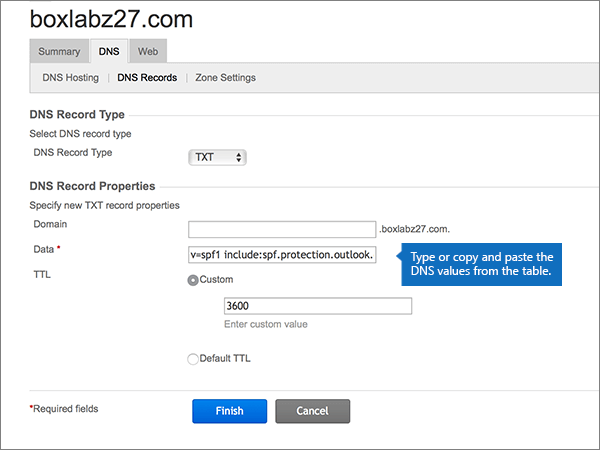 boxlabz27.com
Summary DNS Web
DNS Hosting | DNS Records | Zone Settings
DNS Record Type
Select DNS record type
DNS Record Type TXT
DNS Record Properties
Specify new TXT record properties
Domain .boxlabz27.com.
Data * v=spf1 include:spf.protection.outlook.
Type or copy and paste the
DNS values from the table.
TTL Custom
3600
Enter custom value
Default TTL
*Required fields Finish Cancel